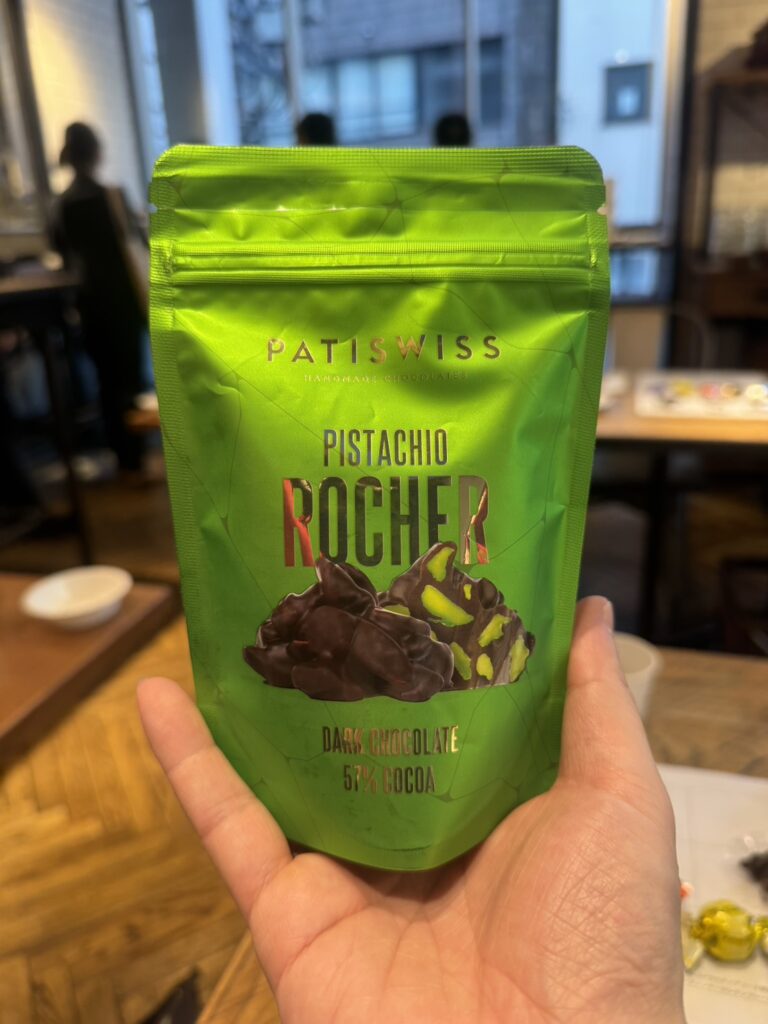 PATISWISS
HANDMADE CHOCOLATES
PISTACHIO
ROCHER
DARK CHOCOLATE
57% COCOA